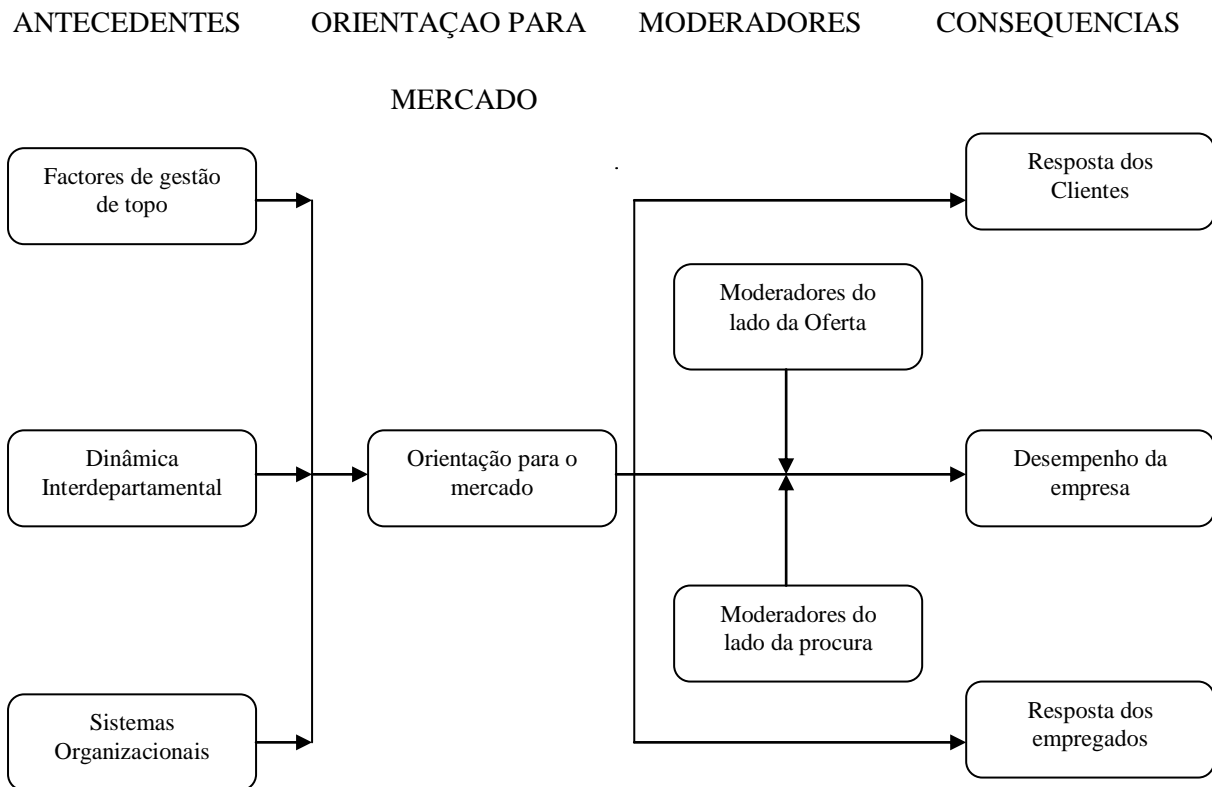 ANTECEDENTES
ORIENTAÇAO PARA
MERCADO
MODERADORES
CONSEQUENCIAS
Factores de gestão
de topo
Dinâmica
Interdepartamental
Sistemas
Organizacionais
Orientação para o
mercado
Moderadores do
lado da Oferta
Moderadores do
lado da procura
Resposta dos
Clientes
Desempenho da
empresa
Resposta dos
empregados